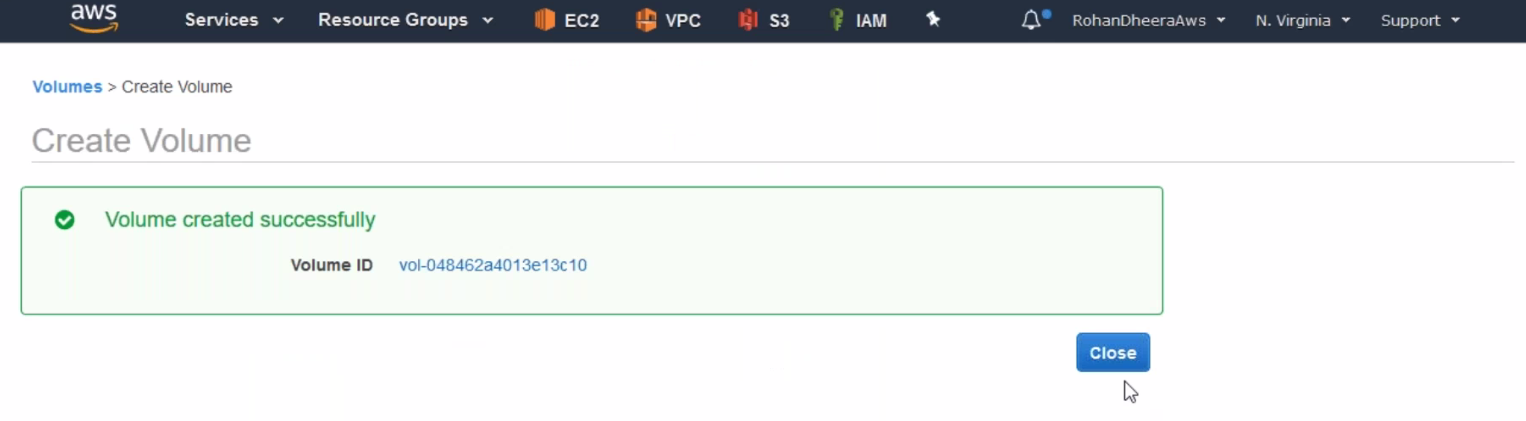 aws Services Resource Groups EC2 VPC S3 IAM RohanDheeraAws N. Virginia Support
Volumes > Create Volume
Create Volume
Volume created successfully
Volume ID vol-048462a4013e13c10
Close